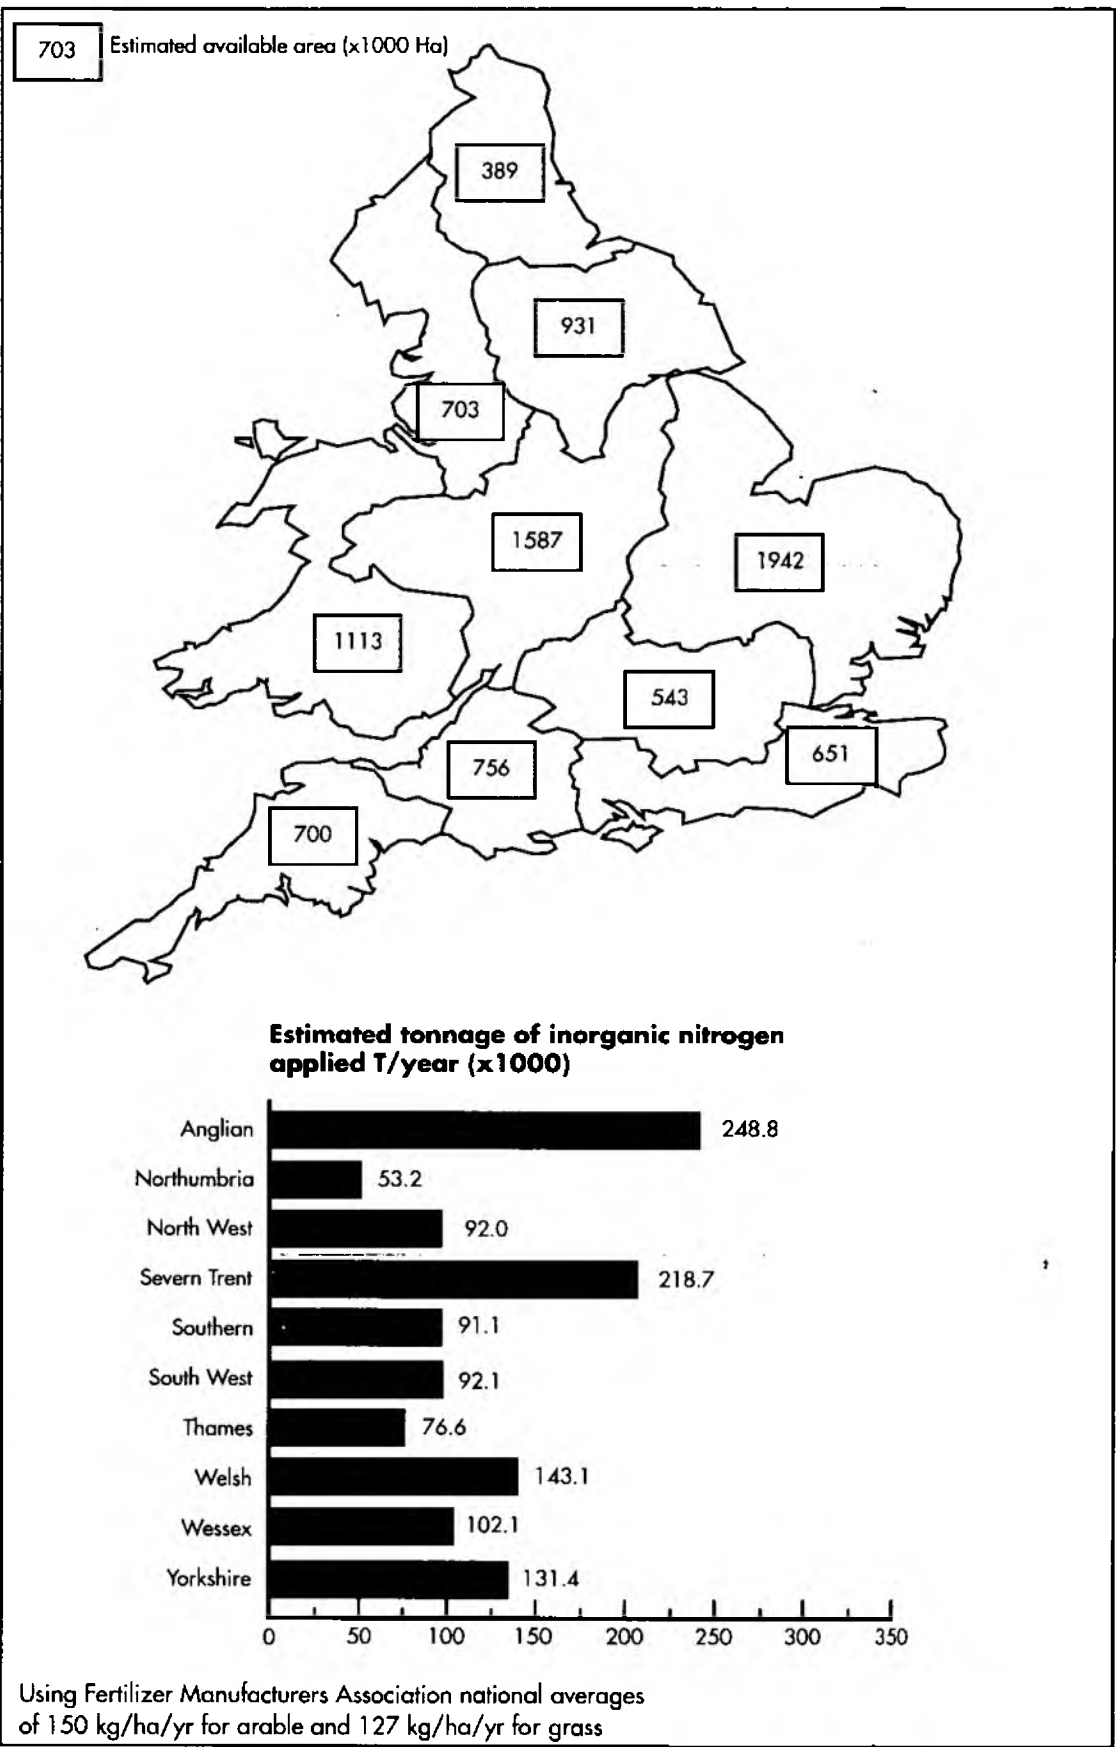 703 Estimated available area (x1000 Ha)
389
931
703
1587
1942
1113
543
651
756
700
Estimated tonnage of inorganic nitrogen
applied T/year (x1000)
Anglian 248.8
Northumbria 53.2
North West 92.0
Severn Trent 218.7
Southern 91.1
South West 92.1
Thames 76.6
Welsh 143.1
Wessex 102.1
Yorkshire 131.4
0 50 100 150 200 250 300 350
Using Fertilizer Manufacturers Association national averages
of 150 kg/ha/yr for arable and 127 kg/ha/yr for grass